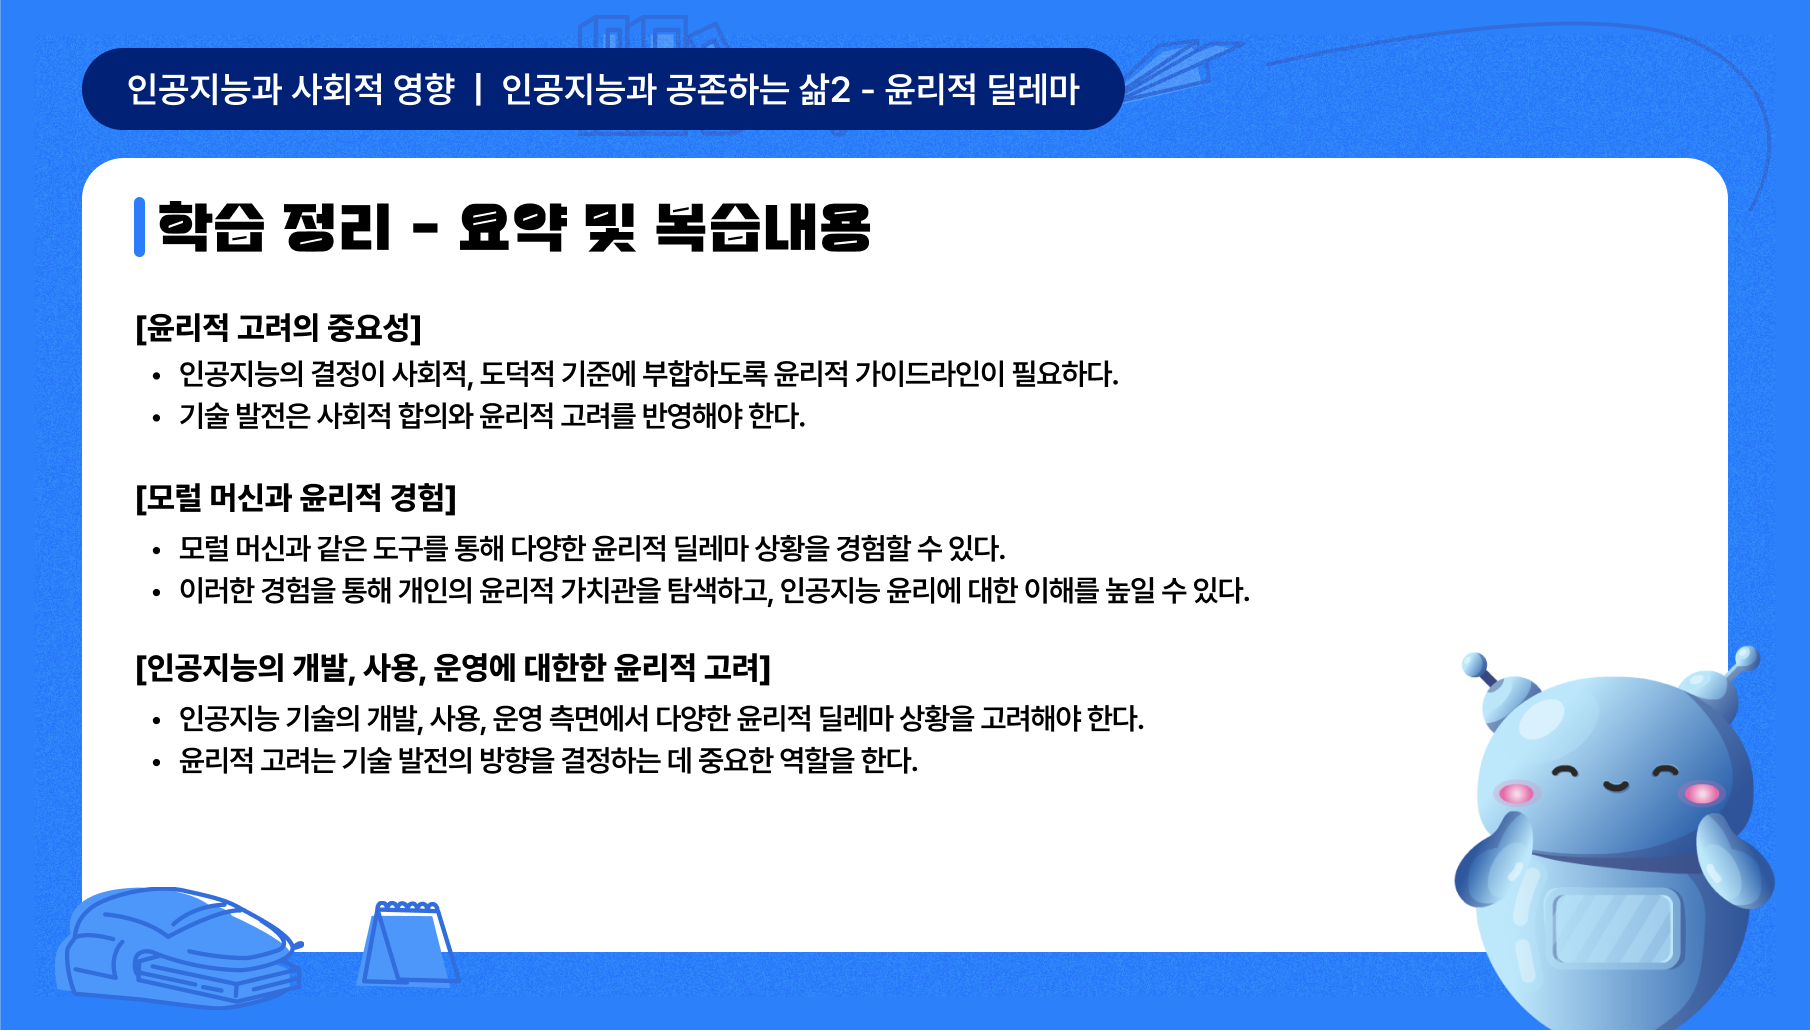 인공지능과 사회적 영향 | 인공지능과 공존하는 삶2 - 윤리적 딜레마
학습 정리 - 요약 및 복습내용
[윤리적 고려의 중요성]
• 인공지능의 결정이 사회적, 도덕적 기준에 부합하도록 윤리적 가이드라인이 필요하다.
• 기술 발전은 사회적 합의와 윤리적 고려를 반영해야 한다.
[모럴 머신과 윤리적 경험]
• 모럴 머신과 같은 도구를 통해 다양한 윤리적 딜레마 상황을 경험할 수 있다.
• 이러한 경험을 통해 개인의 윤리적 가치관을 탐색하고, 인공지능 윤리에 대한 이해를 높일 수 있다.
[인공지능의 개발, 사용, 운영에 대한한 윤리적 고려]
• 인공지능 기술의 개발, 사용, 운영 측면에서 다양한 윤리적 딜레마 상황을 고려해야 한다.
• 윤리적 고려는 기술 발전의 방향을 결정하는 데 중요한 역할을 한다.